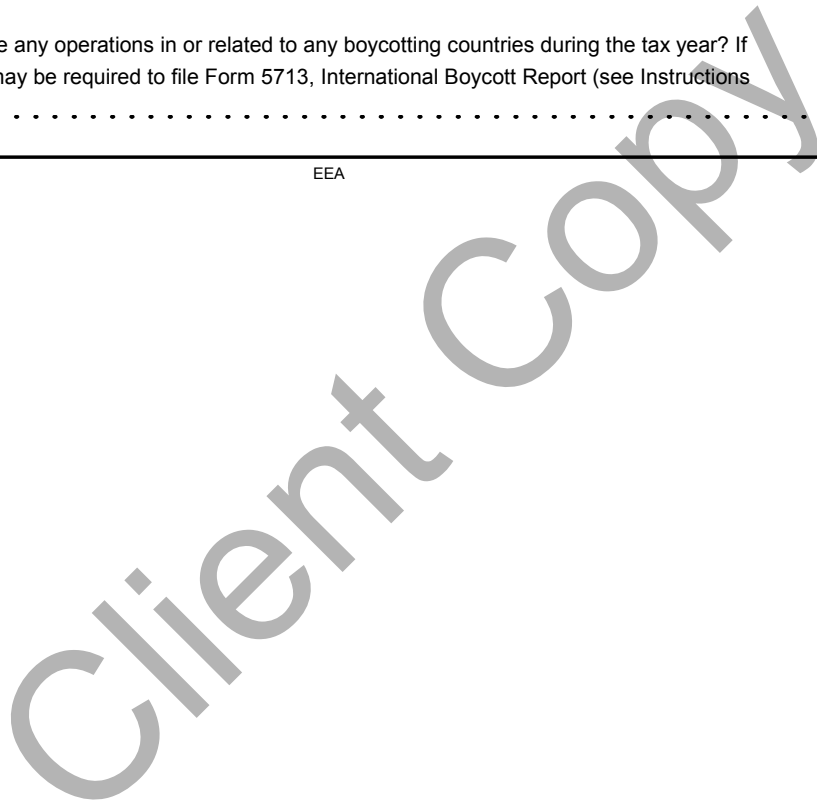 e any operations in or related to any boycotting countries during the tax year? If
may be required to file Form 5713, International Boycott Report (see Instructions
. . . . . . . . . . . . . . . . . . . . . . . . . . . . . . . . . . . . . . . . . .
EEA
Client Copy